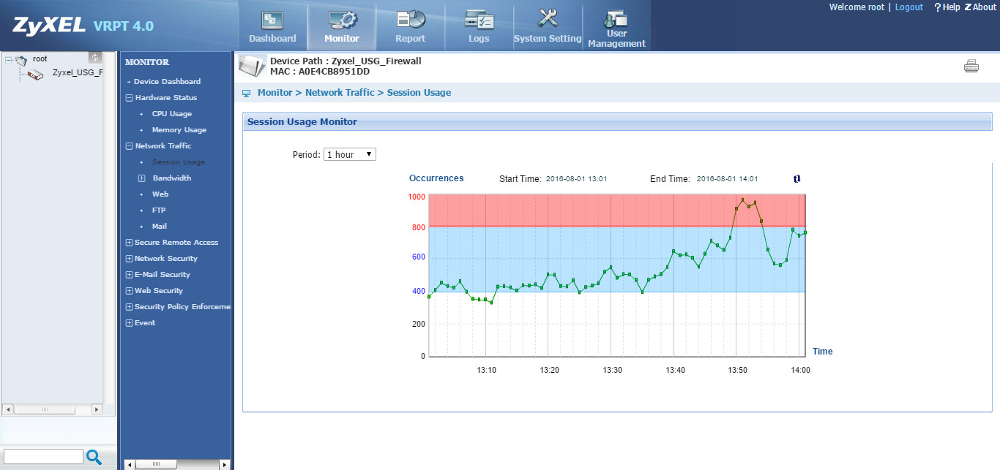 ZyXEL VRPT 4.0
Dashboard
Monitor
Report
Logs
System Setting
User
Management
Welcome root | Logout ? Help Z About
root
Zyxel_USG_F
MONITOR
Device Dashboard
Hardware Status
CPU Usage
Memory Usage
Network Traffic
Session Usage
Bandwidth
Web
FTP
Mail
Secure Remote Access
Network Security
E-Mail Security
Web Security
Security Policy Enforceme
Event
Device Path : Zyxel_USG_Firewall
MAC : A0E4CB8951DD
Monitor > Network Traffic > Session Usage
Session Usage Monitor
Period: 1 hour
Occurrences Start Time: 2016-08-01 13:01 End Time: 2016-08-01 14:01
1000
800
600
400
200
0
Time
13:10 13:20 13:30 13:40 13:50 14:00